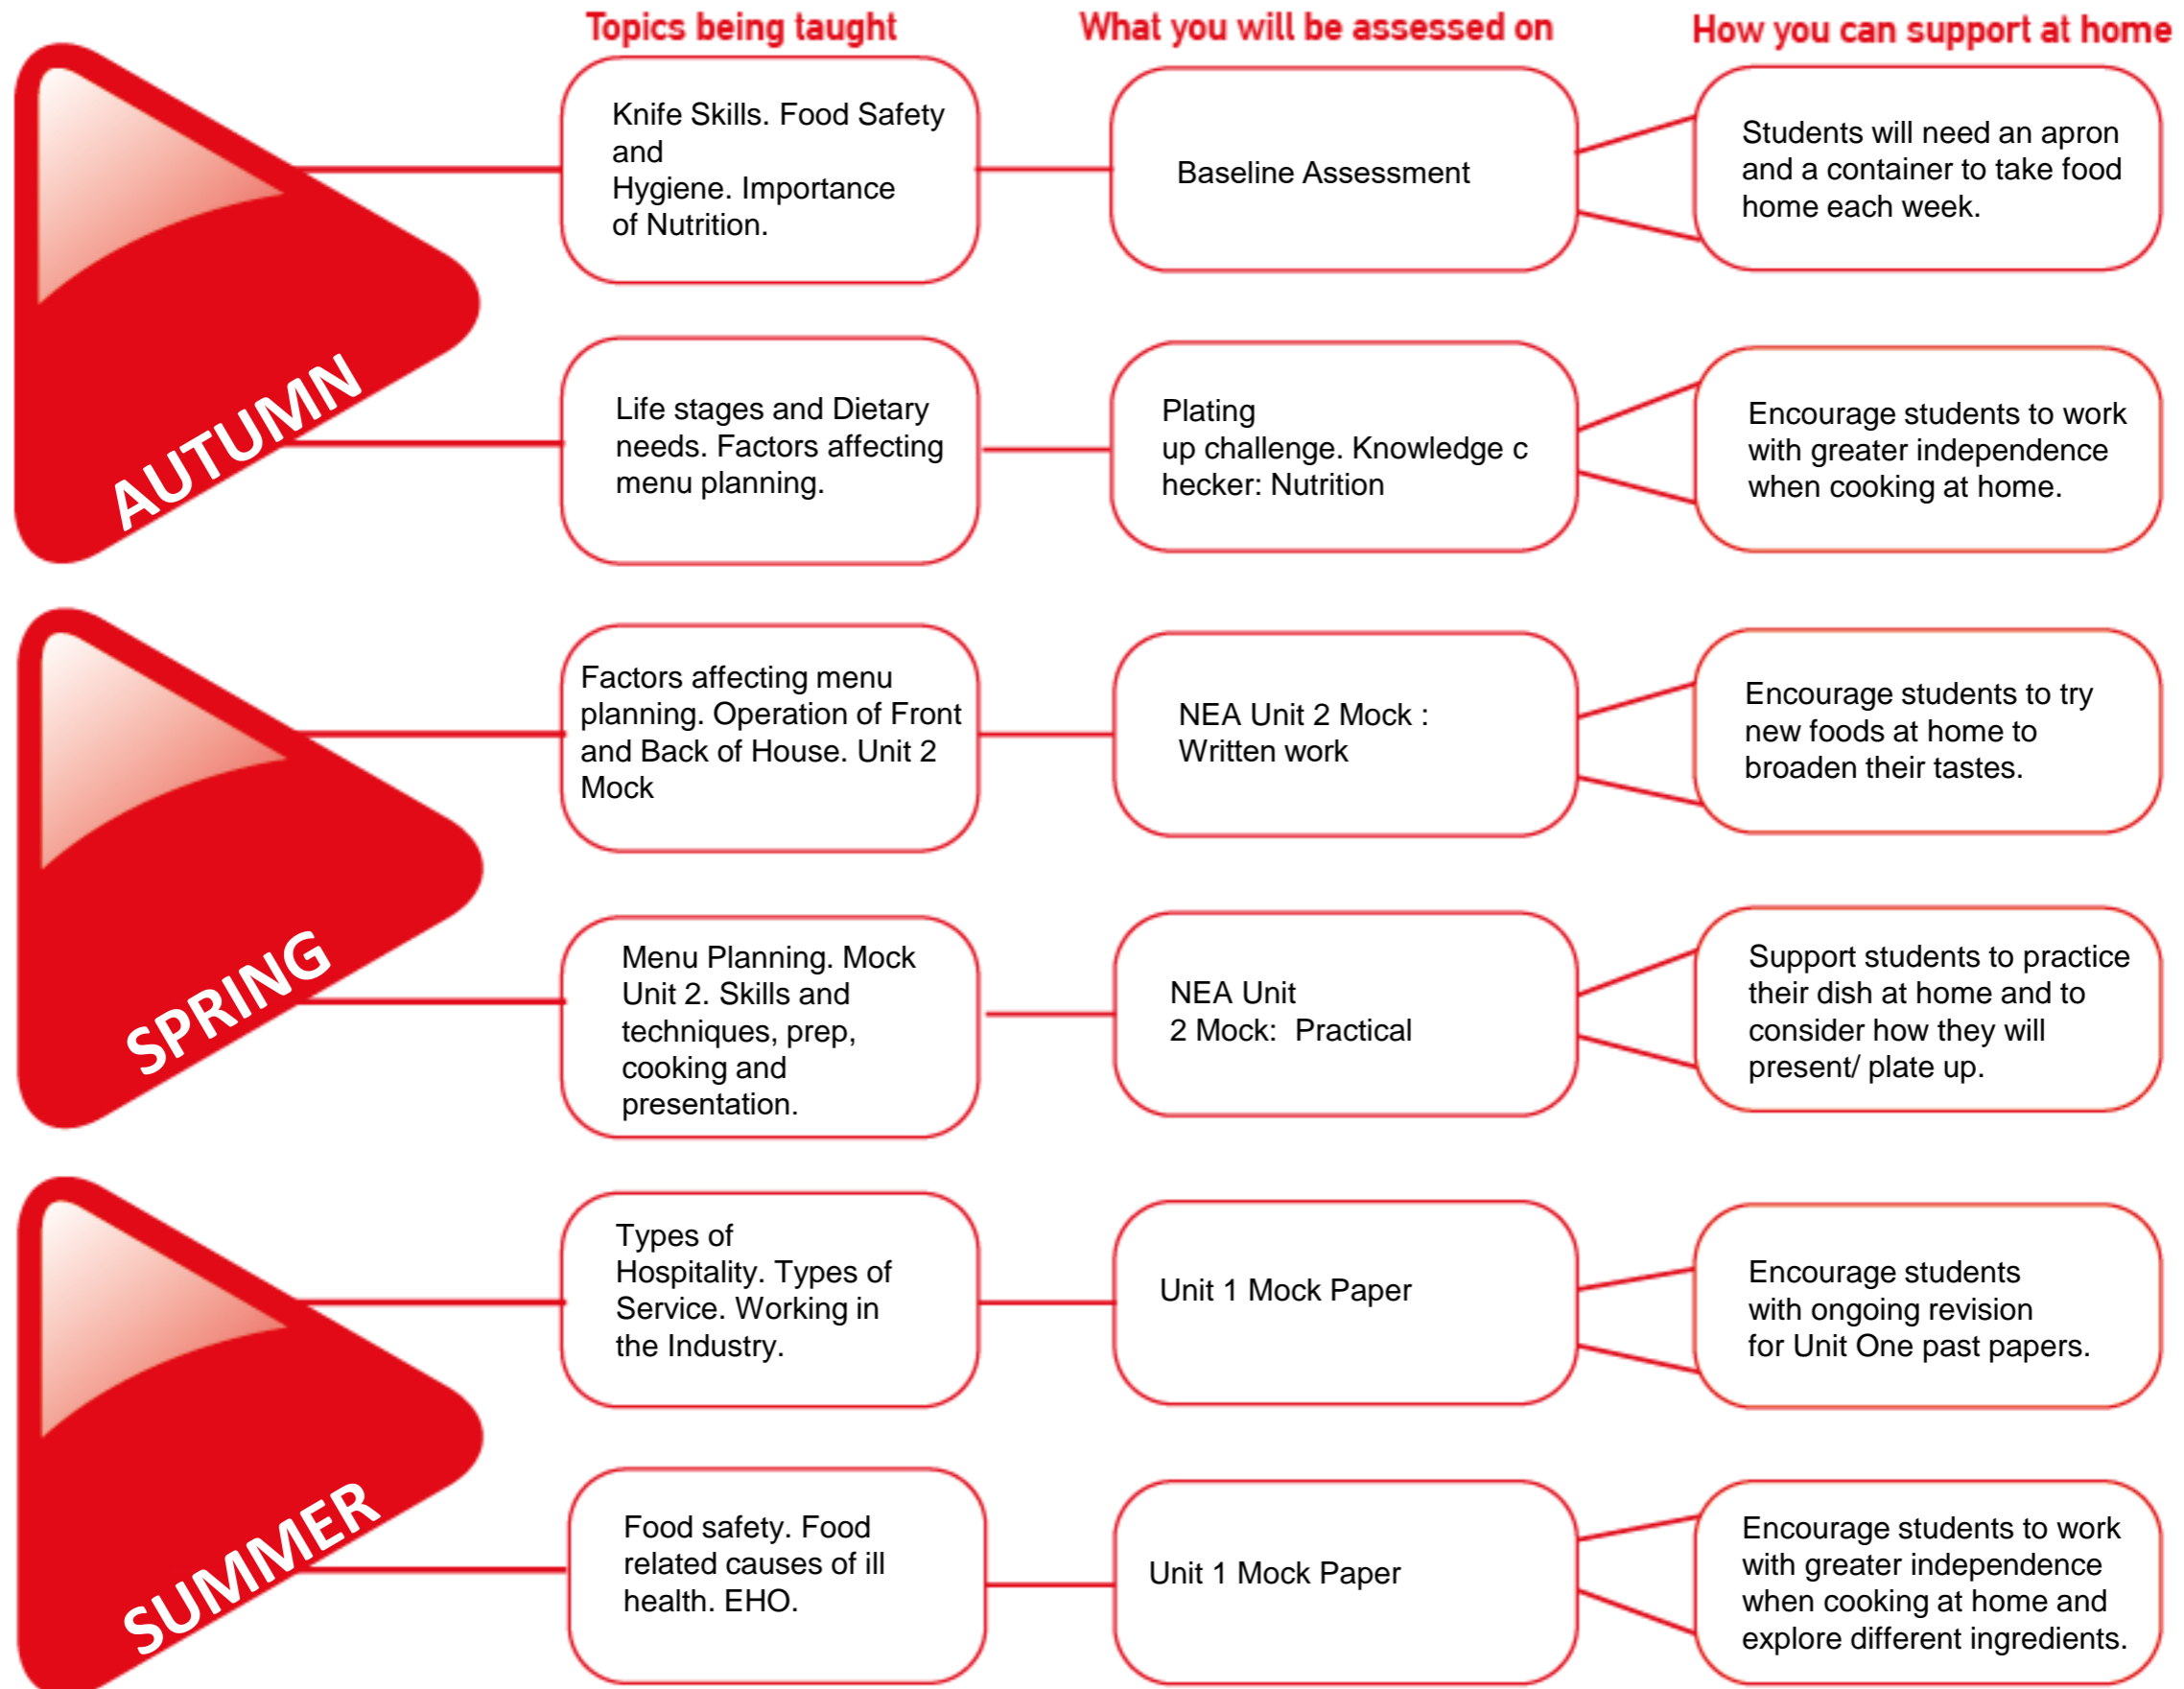 Topics being taught
What you will be assessed on
How you can support at home
AUTUMN
Knife Skills. Food Safety
and
Hygiene. Importance
of Nutrition.
Baseline Assessment
Students will need an apron
and a container to take food
home each week.
Life stages and Dietary
needs. Factors affecting
menu planning.
Plating
up challenge. Knowledge c
hecker: Nutrition
Encourage students to work
with greater independence
when cooking at home.
SPRING
Factors affecting menu
planning. Operation of Front
and Back of House. Unit 2
Mock
NEA Unit 2 Mock :
Written work
Encourage students to try
new foods at home to
broaden their tastes.
Menu Planning. Mock
Unit 2. Skills and
techniques, prep,
cooking and
presentation.
NEA Unit
2 Mock:  Practical
Support students to practice
their dish at home and to
consider how they will
present/ plate up.
SUMMER
Types of
Hospitality. Types of
Service. Working in
the Industry.
Unit 1 Mock Paper
Encourage students
with ongoing revision
for Unit One past papers.
Food safety. Food
related causes of ill
health. EHO.
Unit 1 Mock Paper
Encourage students to work
with greater independence
when cooking at home and
explore different ingredients.